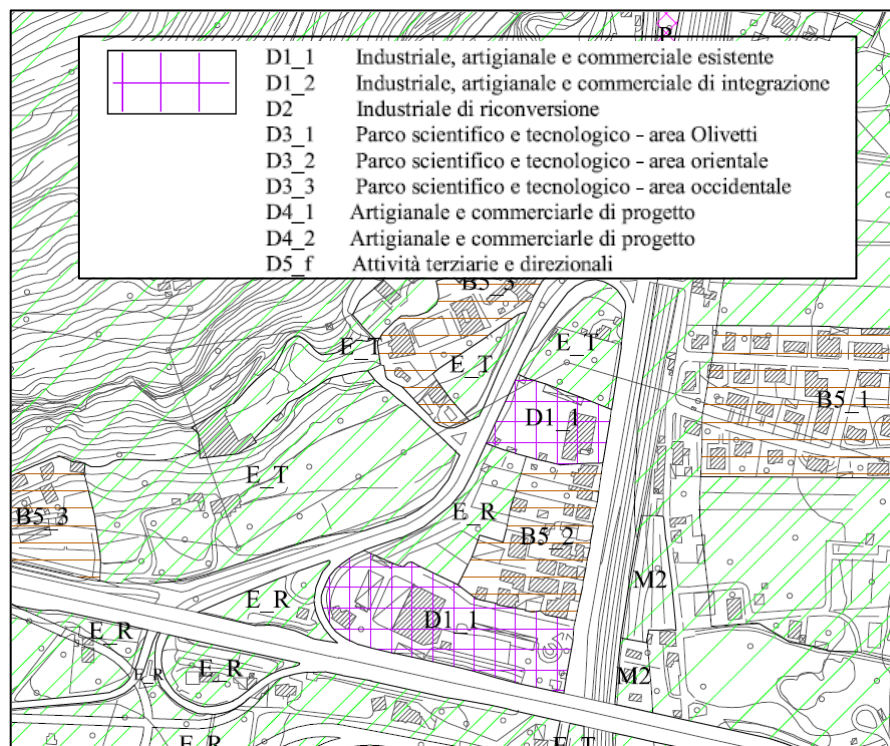 P
D1_1 Industriale, artigianale e commerciale esistente
D1_2 Industriale, artigianale e commerciale di integrazione
D2 Industriale di riconversione
D3_1 Parco scientifico e tecnologico - area Olivetti
D3_2 Parco scientifico e tecnologico - area orientale
D3_3 Parco scientifico e tecnologico - area occidentale
D4_1 Artigianale e commerciarle di progetto
D4_2 Artigianale e commerciarle di progetto
D5_f Attività terziarie e direzionali
B5_3
E_T
E_T
E_T
B5_1
D1_1
E_T
E_R
B5_3
B5_2
M2
E_R
D1_1
E_R
E_R
E_R
M2
E_R
E_T